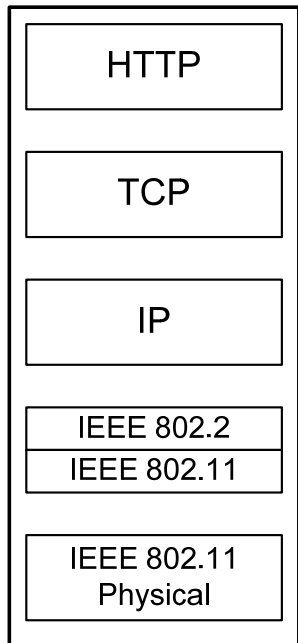 HTTP
TCP
IP
IEEE 802.2
IEEE 802.11
IEEE 802.11
Physical